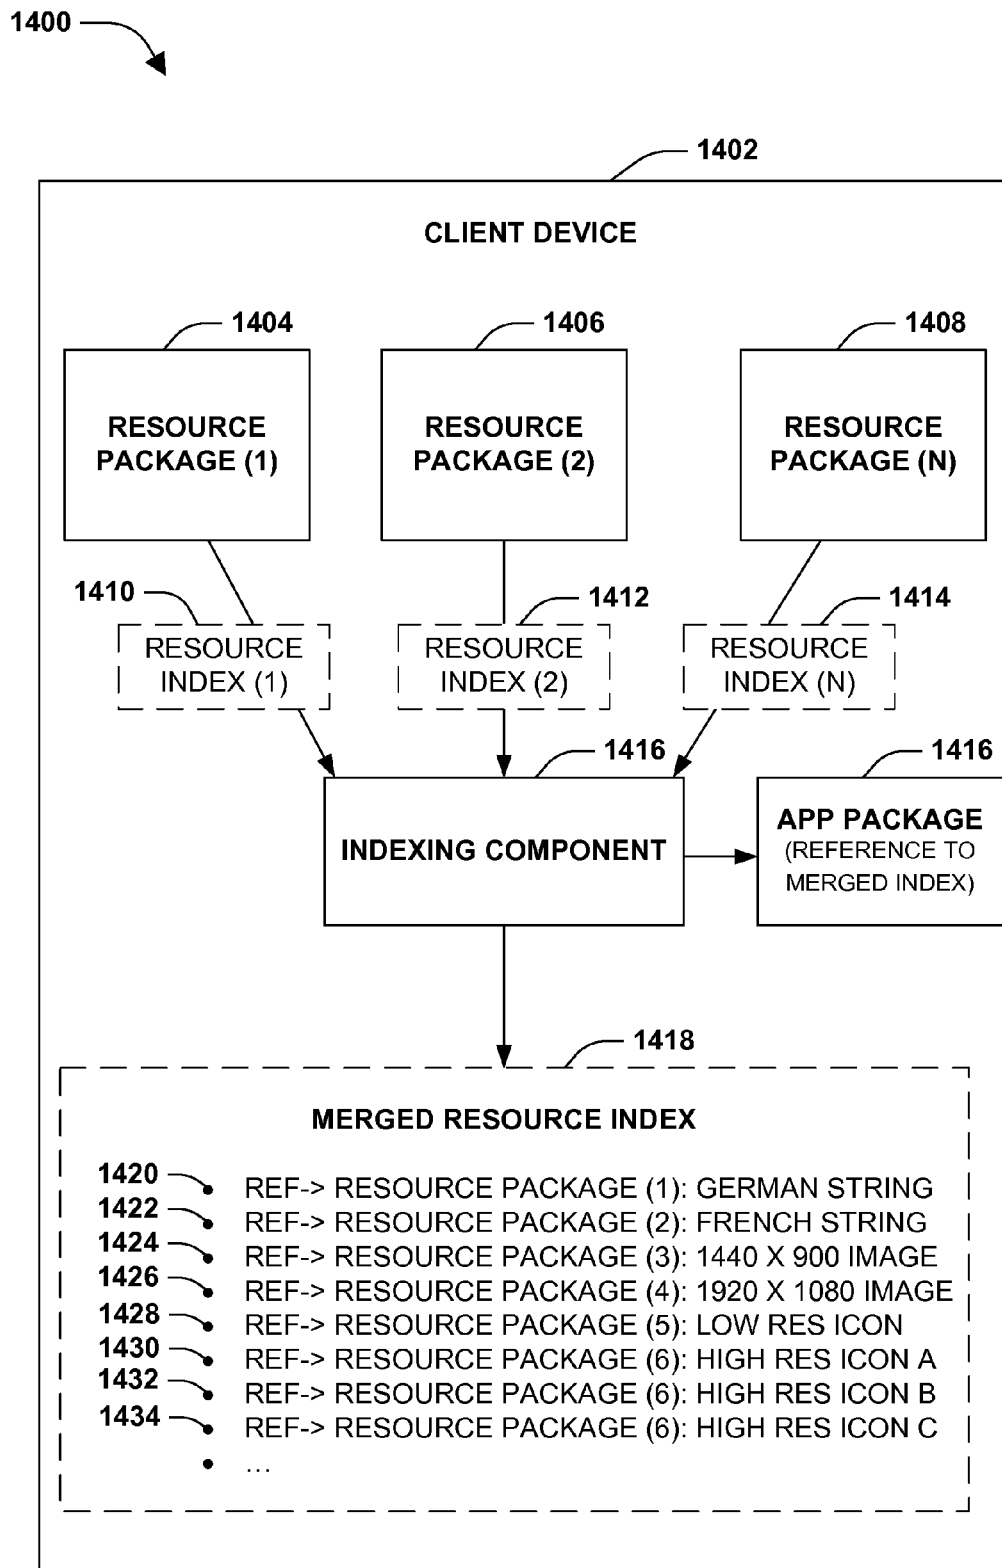 1400
1402
CLIENT DEVICE
1404
1406
1408
RESOURCE
PACKAGE (1)
RESOURCE
PACKAGE (2)
RESOURCE
PACKAGE (N)
1410
1412
1414
RESOURCE
INDEX (1)
RESOURCE
INDEX (2)
RESOURCE
INDEX (N)
1416
1416
INDEXING COMPONENT
APP PACKAGE
(REFERENCE TO
MERGED INDEX)
1418
MERGED RESOURCE INDEX
1420 • REF-> RESOURCE PACKAGE (1): GERMAN STRING
1422 • REF-> RESOURCE PACKAGE (2): FRENCH STRING
1424 • REF-> RESOURCE PACKAGE (3): 1440 X 900 IMAGE
1426 • REF-> RESOURCE PACKAGE (4): 1920 X 1080 IMAGE
1428 • REF-> RESOURCE PACKAGE (5): LOW RES ICON
1430 • REF-> RESOURCE PACKAGE (6): HIGH RES ICON A
1432 • REF-> RESOURCE PACKAGE (6): HIGH RES ICON B
1434 • REF-> RESOURCE PACKAGE (6): HIGH RES ICON C
• ...